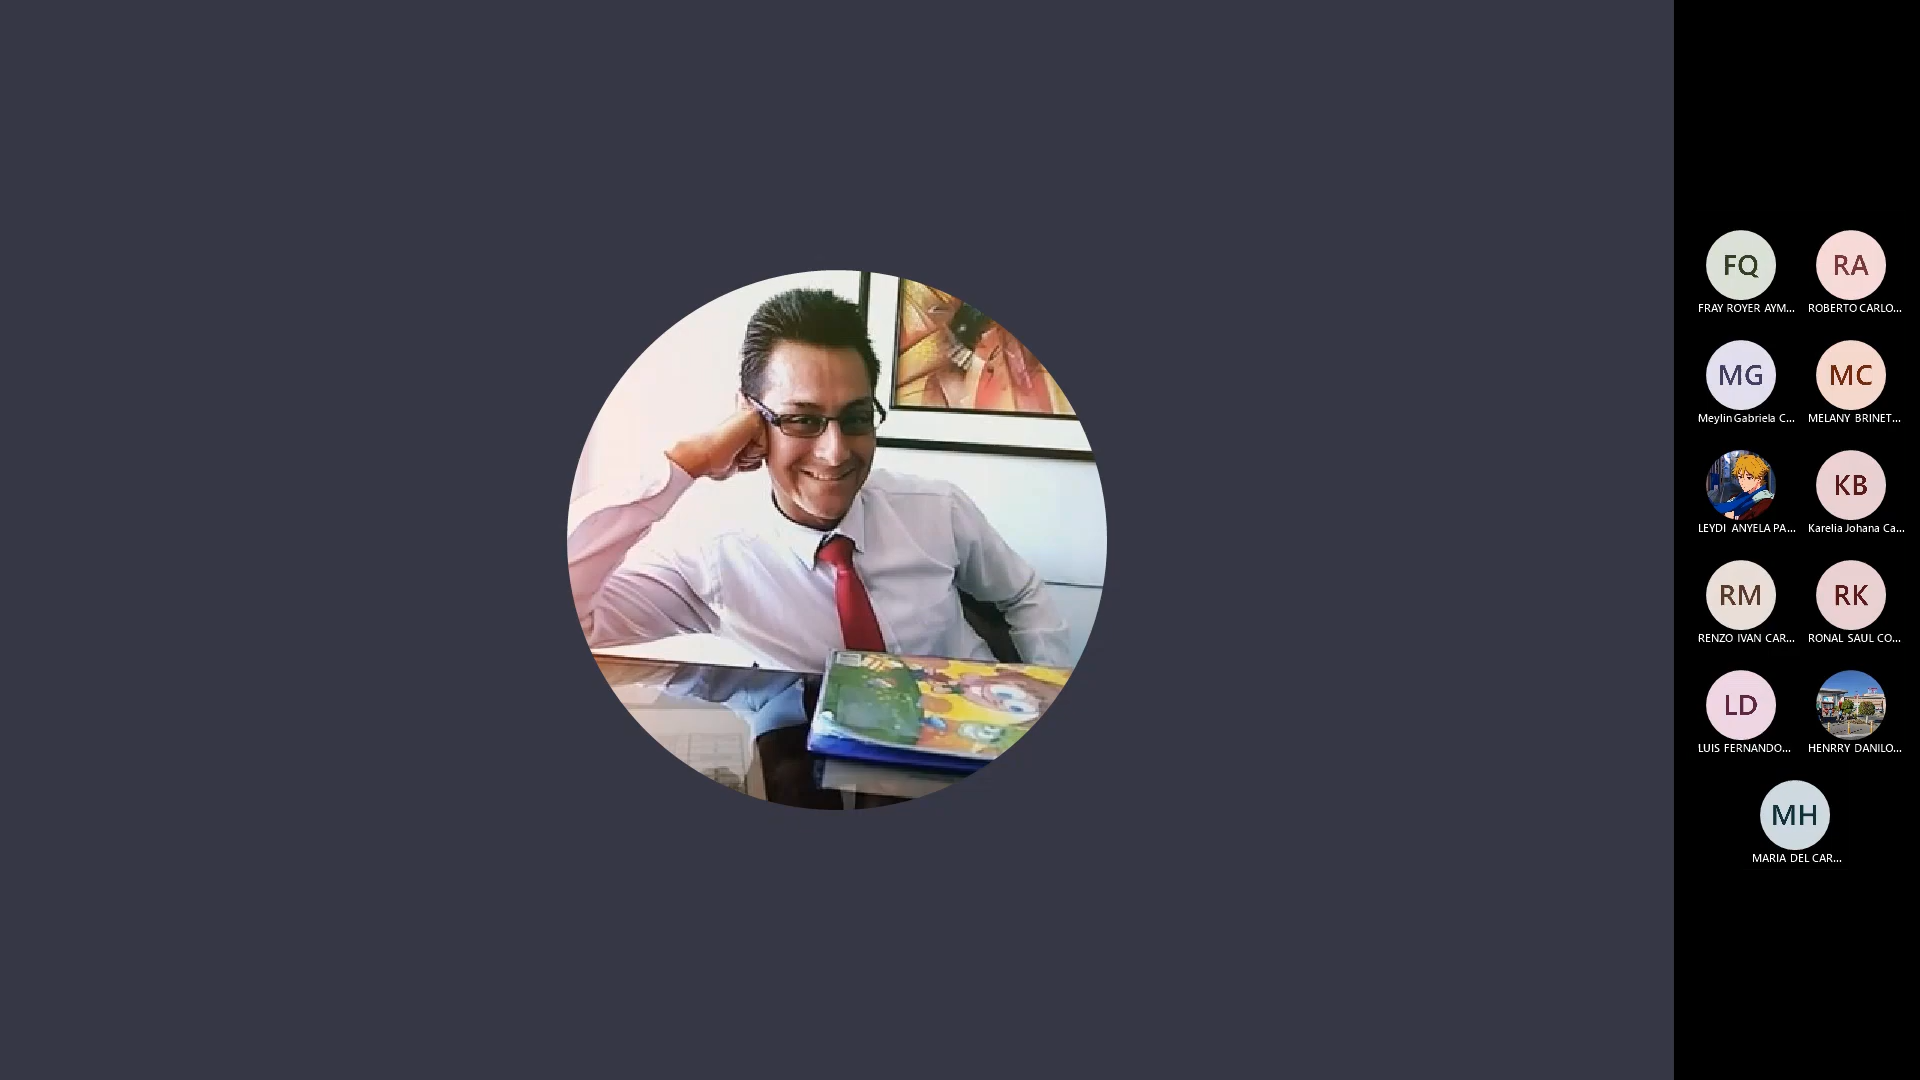 FQ RA
FRAY ROYER AYM... ROBERTO CARLO...
MG MC
Meylin Gabriela C... MELANY BRINET...
KB
LEYDI ANYELA PA... Karelia Johana Ca...
RM RK
RENZO IVAN CAR... RONAL SAUL CO...
LD
LUIS FERNANDO... HENRRY DANILO...
MH
MARIA DEL CAR...